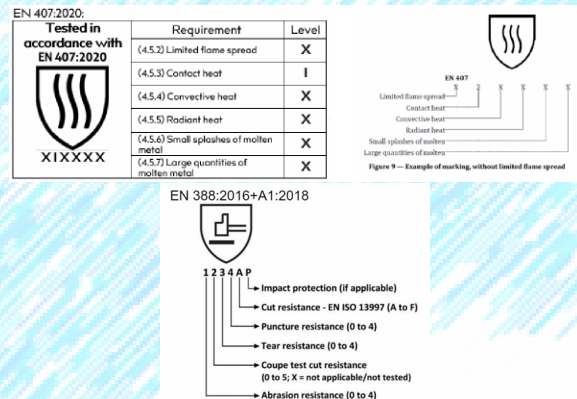 EN 407:2020:
Tested in
accordance with
EN 407:2020
XIXXXX
Requirement Level
(4.5.2) Limited flame spread X
(4.5.3) Contact heat I
(4.5.4) Convective heat X
(4.5.5) Radiant heat X
(4.5.6) Small splashes of molten
metal X
(4.5.7) Large quantities of
molten metal X
EN 407
X 2 X X X X
Limited flame spread
Contact heat
Convective heat
Radiant heat
Small splashes of molten
Large quantities of molten
Figure 9 — Example of marking, without limited flame spread
EN 388:2016+A1:2018
1 2 3 4 A P
Impact protection (if applicable)
Cut resistance - EN ISO 13997 (A to F)
Puncture resistance (0 to 4)
Tear resistance (0 to 4)
Coupe test cut resistance
(0 to 5; X = not applicable/not tested)
Abrasion resistance (0 to 4)